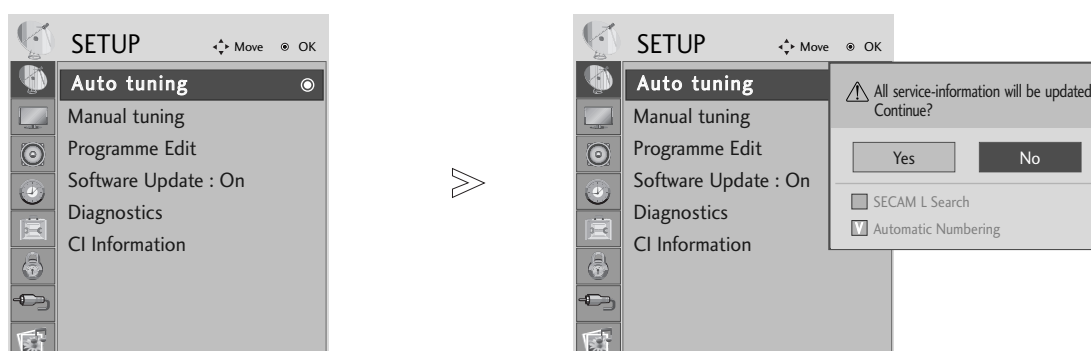 SETUP Move OK
Auto tuning
Manual tuning
Programme Edit
Software Update : On
Diagnostics
CI Information
SETUP Move OK
Auto tuning
Manual tuning
Programme Edit
Software Update : On
Diagnostics
CI Information
All service-information will be updated
Continue?
Yes No
SECAM L Search
V Automatic Numbering